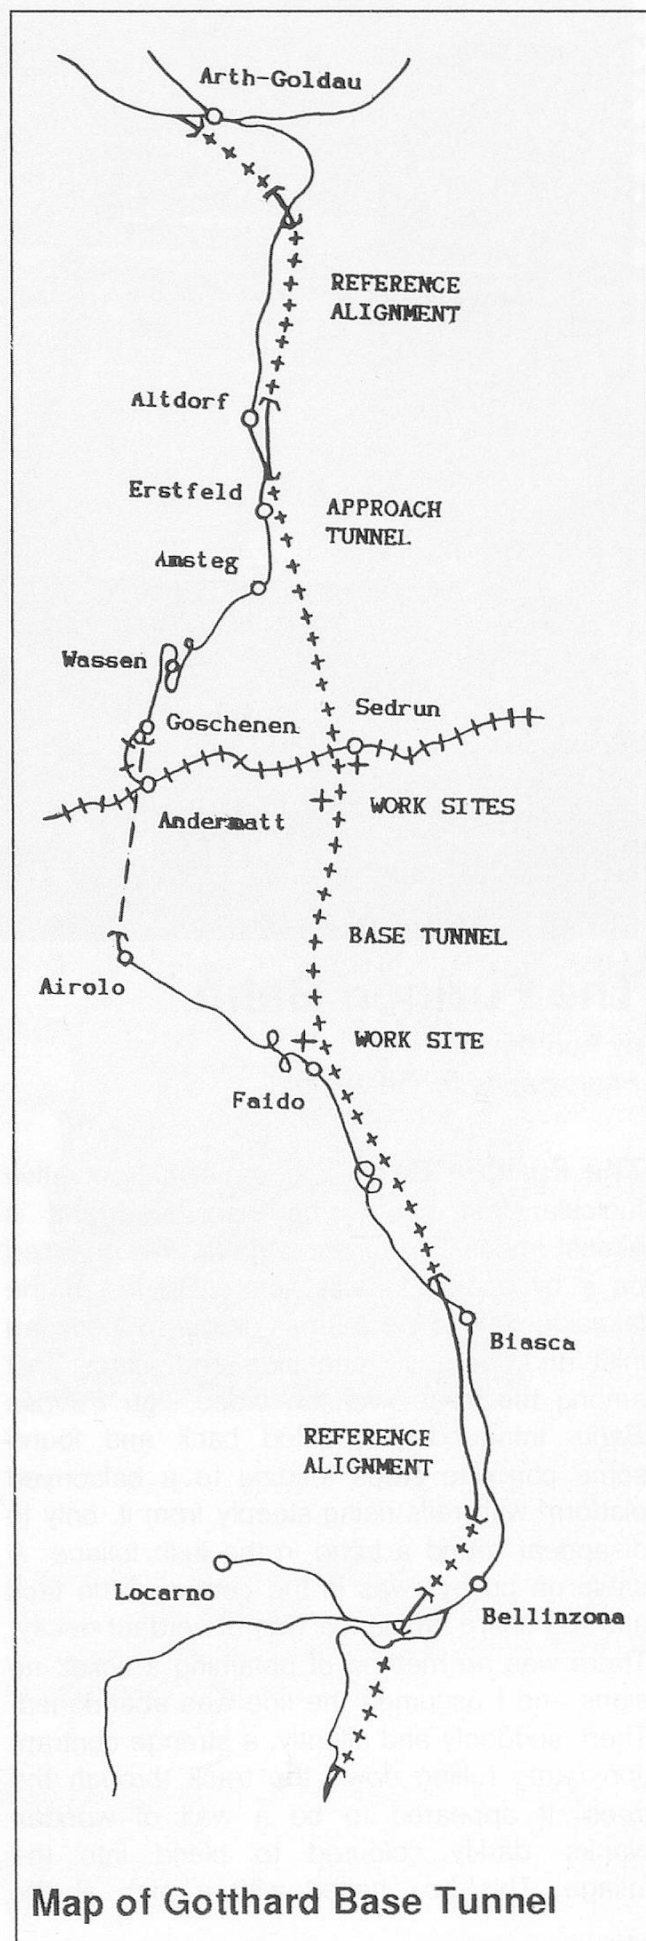 Arth-Goldau
REFERENCE
ALIGNMENT
Altdorf
Erstfeld
APPROACH
TUNNEL
Amsteg
Wassen
Sedrun
Goschenen
WORK SITES
Andermatt
BASE TUNNEL
Airolo
WORK SITE
Faido
Biasca
REFERENCE
ALIGNMENT
Locarno
Bellinzona
Map of Gotthard Base Tunnel